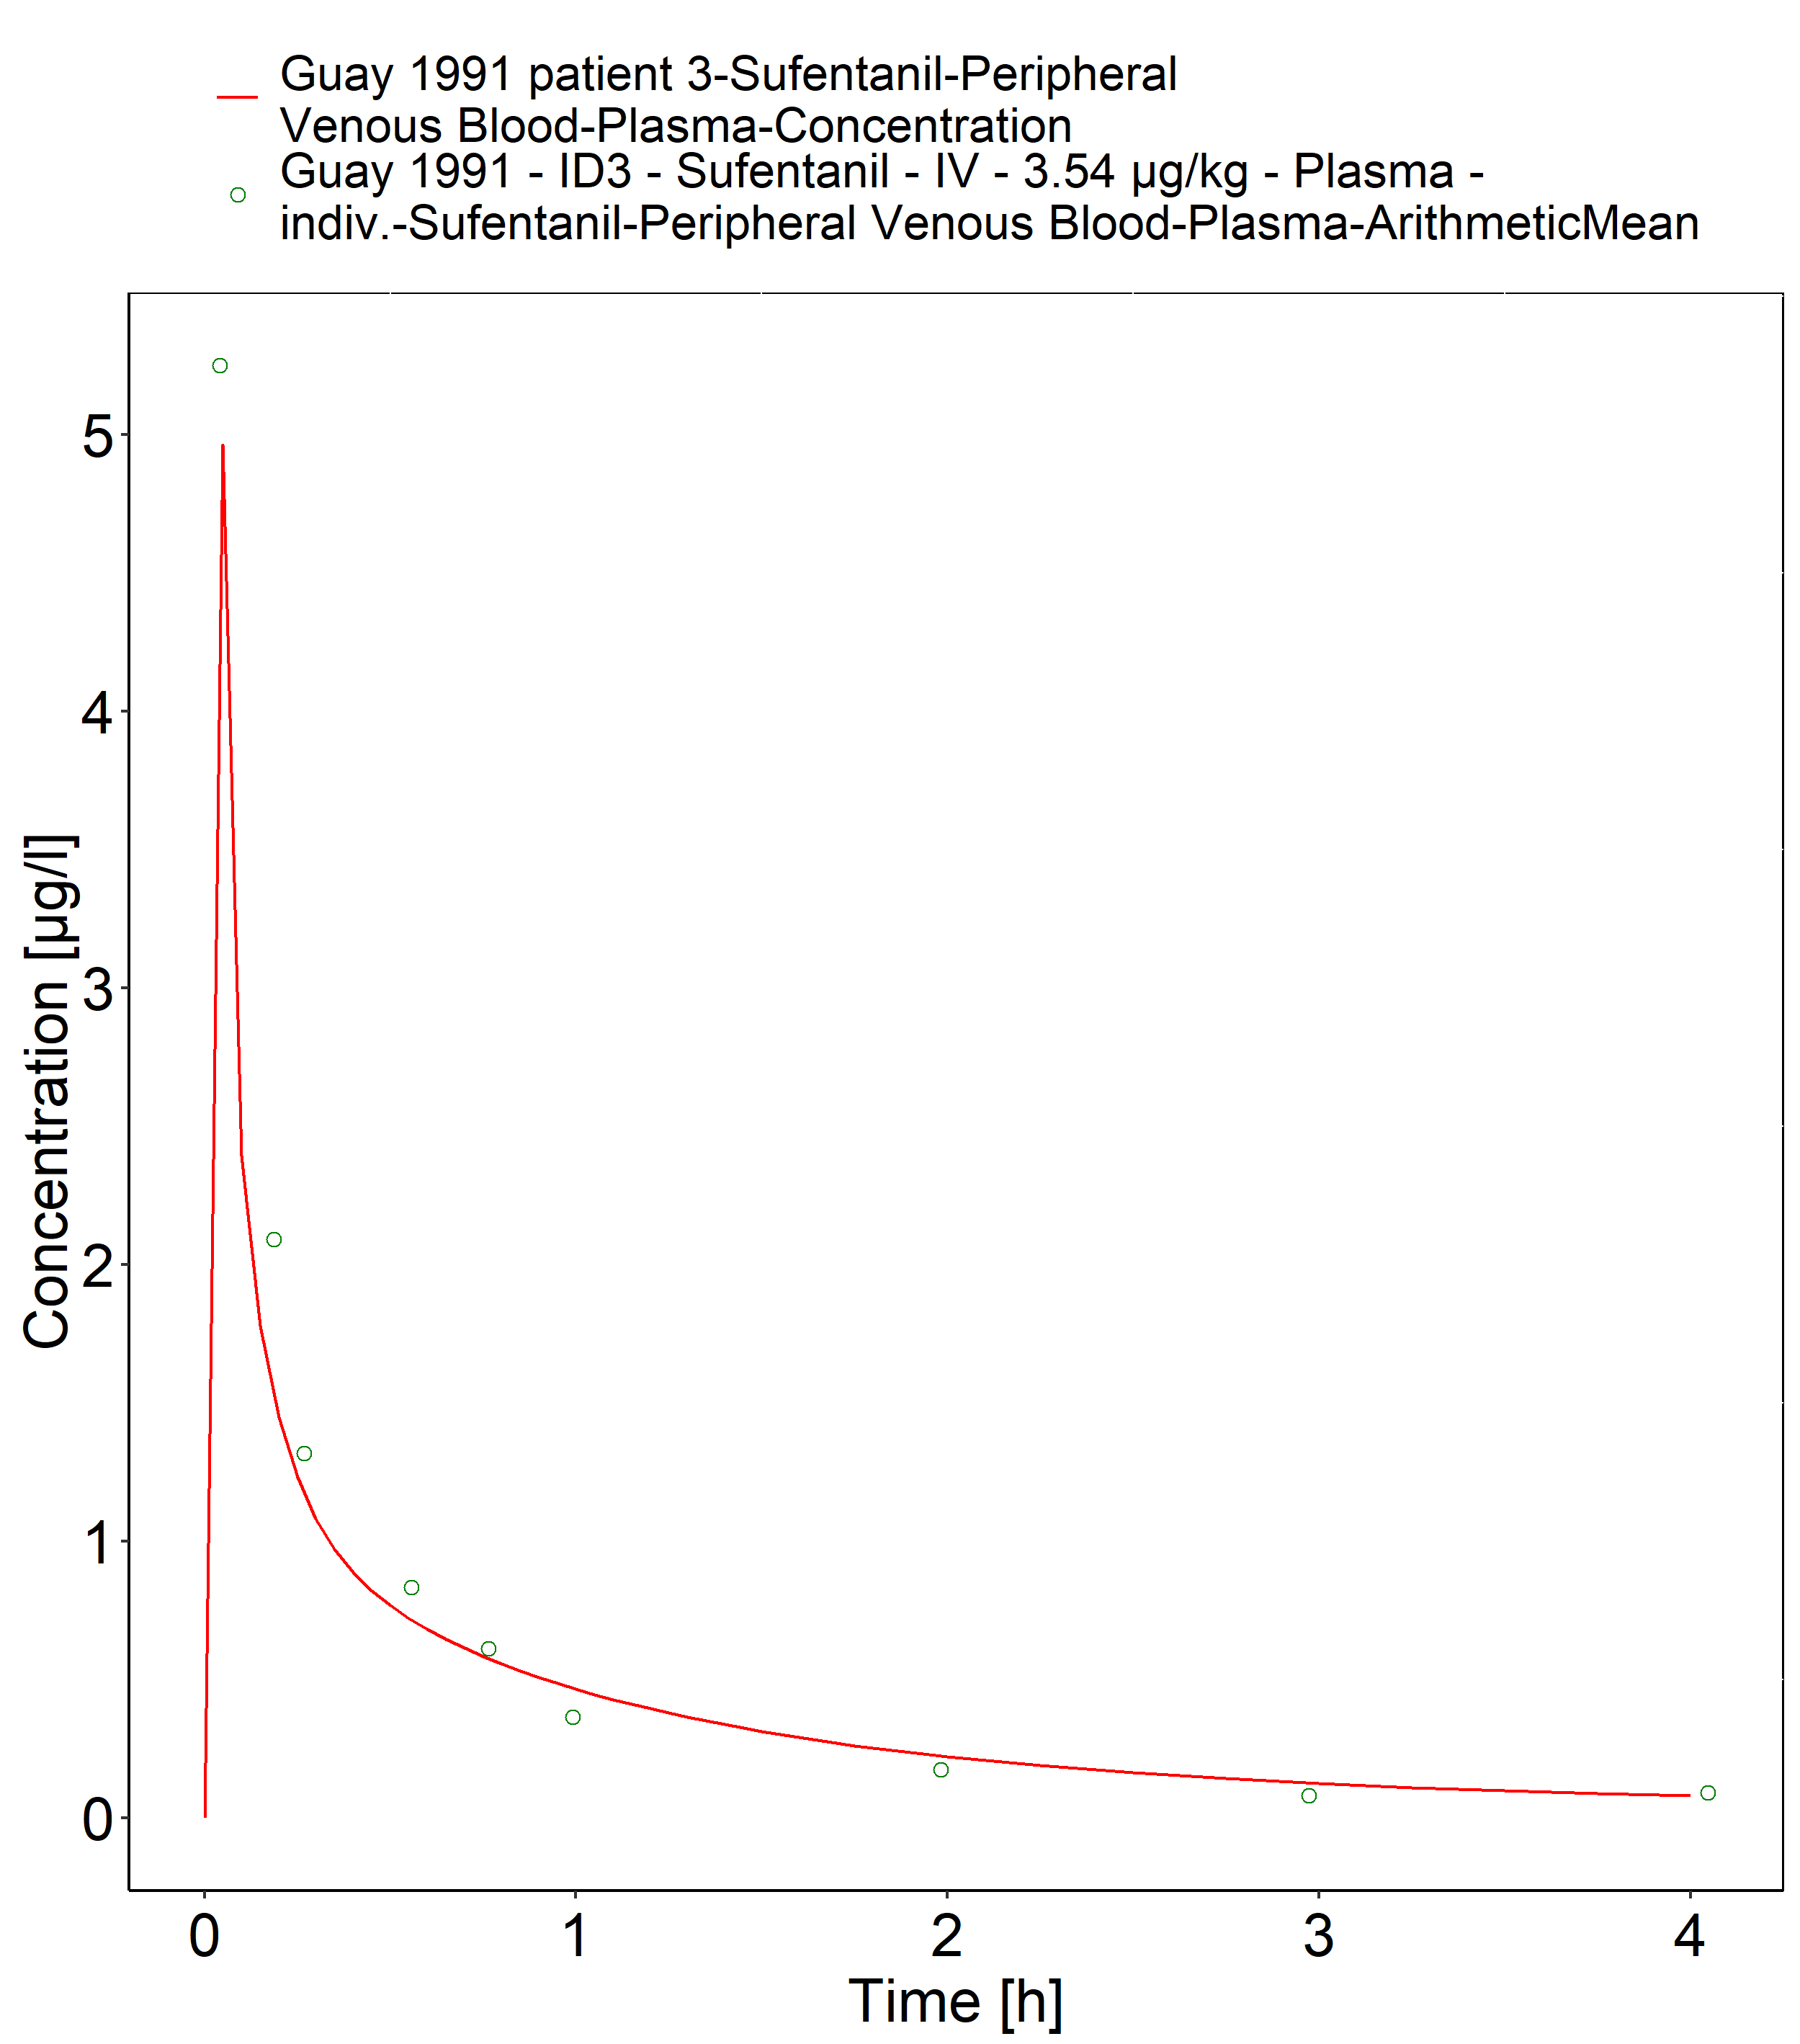 Guay 1991 patient 3-Sufentanil-Peripheral
Venous Blood-Plasma-Concentration
Guay 1991 - ID3 - Sufentanil - IV - 3.54 µg/kg - Plasma -
indiv.-Sufentanil-Peripheral Venous Blood-Plasma-ArithmeticMean
Concentration [µg/l]
5
4
3
2
1
0
0 1 2 3 4
Time [h]